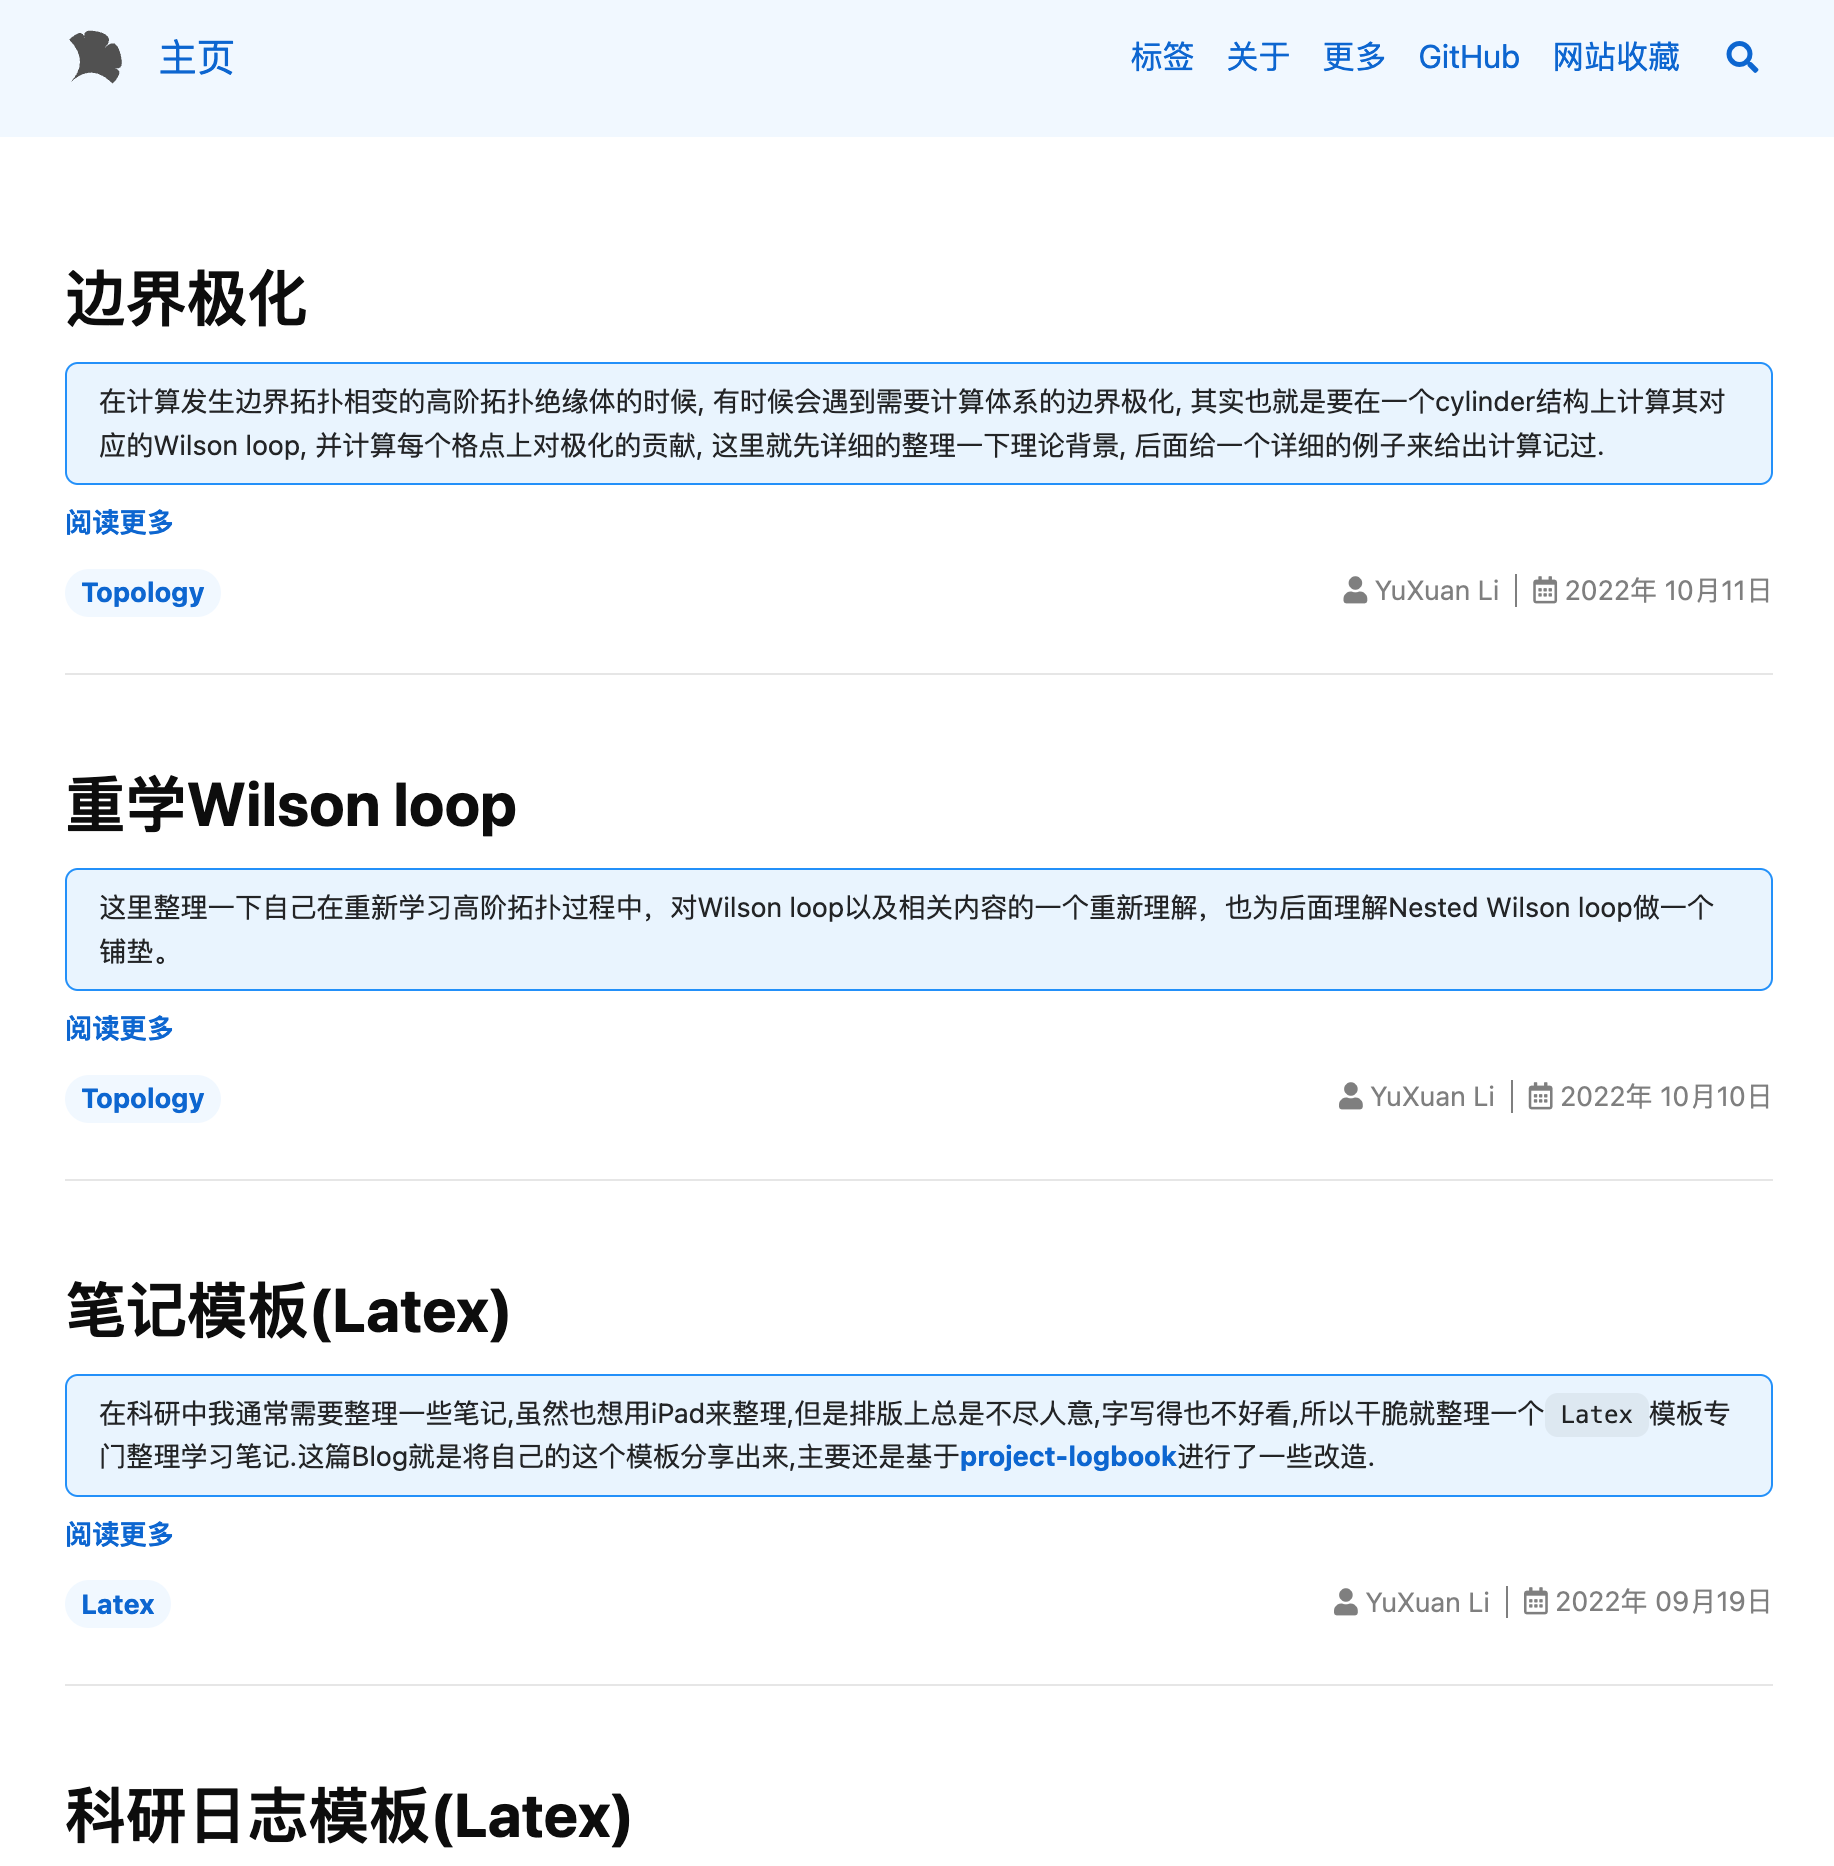 主页
标签 关于 更多 GitHub 网站收藏
边界极化
在计算发生边界拓扑相变的高阶拓扑绝缘体的时候, 有时候会遇到需要计算体系的边界极化, 其实也就是要在一个cylinder结构上计算其对
应的Wilson loop, 并计算每个格点上对极化的贡献, 这里就先详细的整理一下理论背景, 后面给一个详细的例子来给出计算记过.
阅读更多
Topology
YuXuan Li | 2022年 10月11日
重学Wilson loop
这里整理一下自己在重新学习高阶拓扑过程中，对Wilson loop以及相关内容的一个重新理解，也为后面理解Nested Wilson loop做一个
铺垫。
阅读更多
Topology
YuXuan Li | 2022年 10月10日
笔记模板(Latex)
在科研中我通常需要整理一些笔记,虽然也想用iPad来整理,但是排版上总是不尽人意,字写得也不好看,所以干脆就整理一个 Latex 模板专
门整理学习笔记.这篇Blog就是将自己的这个模板分享出来,主要还是基于project-logbook进行了一些改造.
阅读更多
Latex
YuXuan Li | 2022年 09月19日
科研日志模板(Latex)